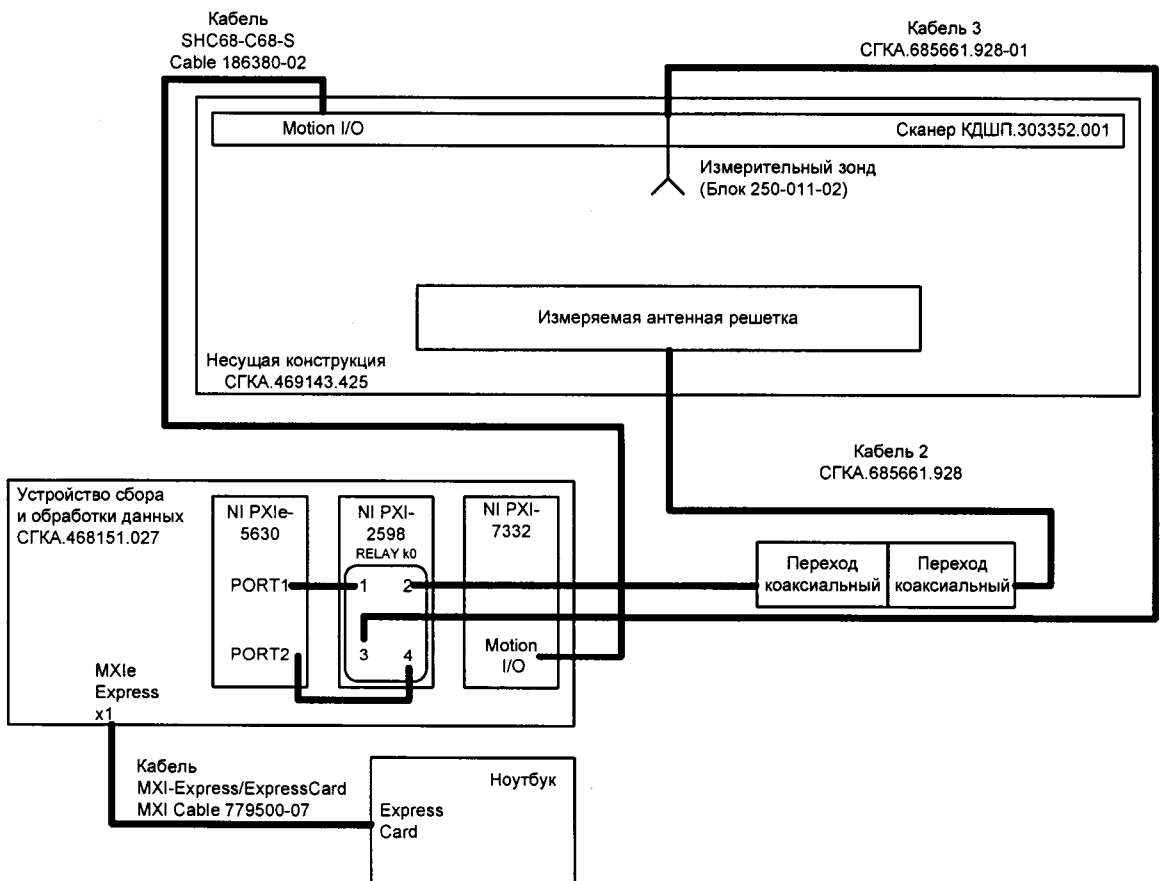 Кабель
SHC68-C68-S
Cable 186380-02
Кабель 3
СГКА.685661.928-01
Motion I/O
Сканер КДШП.303352.001
Измерительный зонд
(Блок 250-011-02)
Измеряемая антенная решетка
Несущая конструкция
СГКА.469143.425
Кабель 2
СГКА.685661.928
Устройство сбора
и обработки данных
СГКА.468151.027
NI PXIe-
5630
NI PXI-
2598
RELAY k0
NI PXI-
7332
PORT1
1
2
PORT2
3
4
Motion
I/O
Переход
коаксиальный
Переход
коаксиальный
MXIe
Express
x1
Кабель
MXI-Express/ExpressCard
MXI Cable 779500-07
Ноутбук
Express
Card